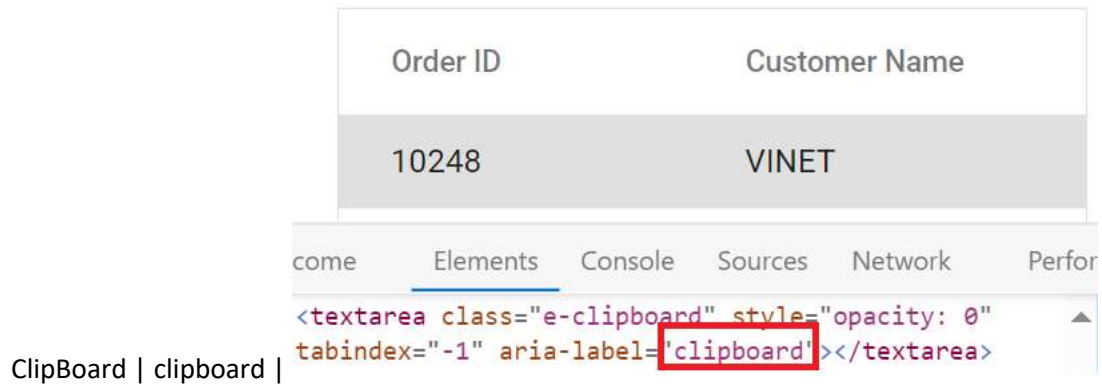 Order ID Customer Name
10248 VINET
come Elements Console Sources Network Perfor
<textarea class="e-clipboard" style="opacity: 0"
tabindex="-1" aria-label="clipboard"></textarea>
ClipBoard | clipboard |